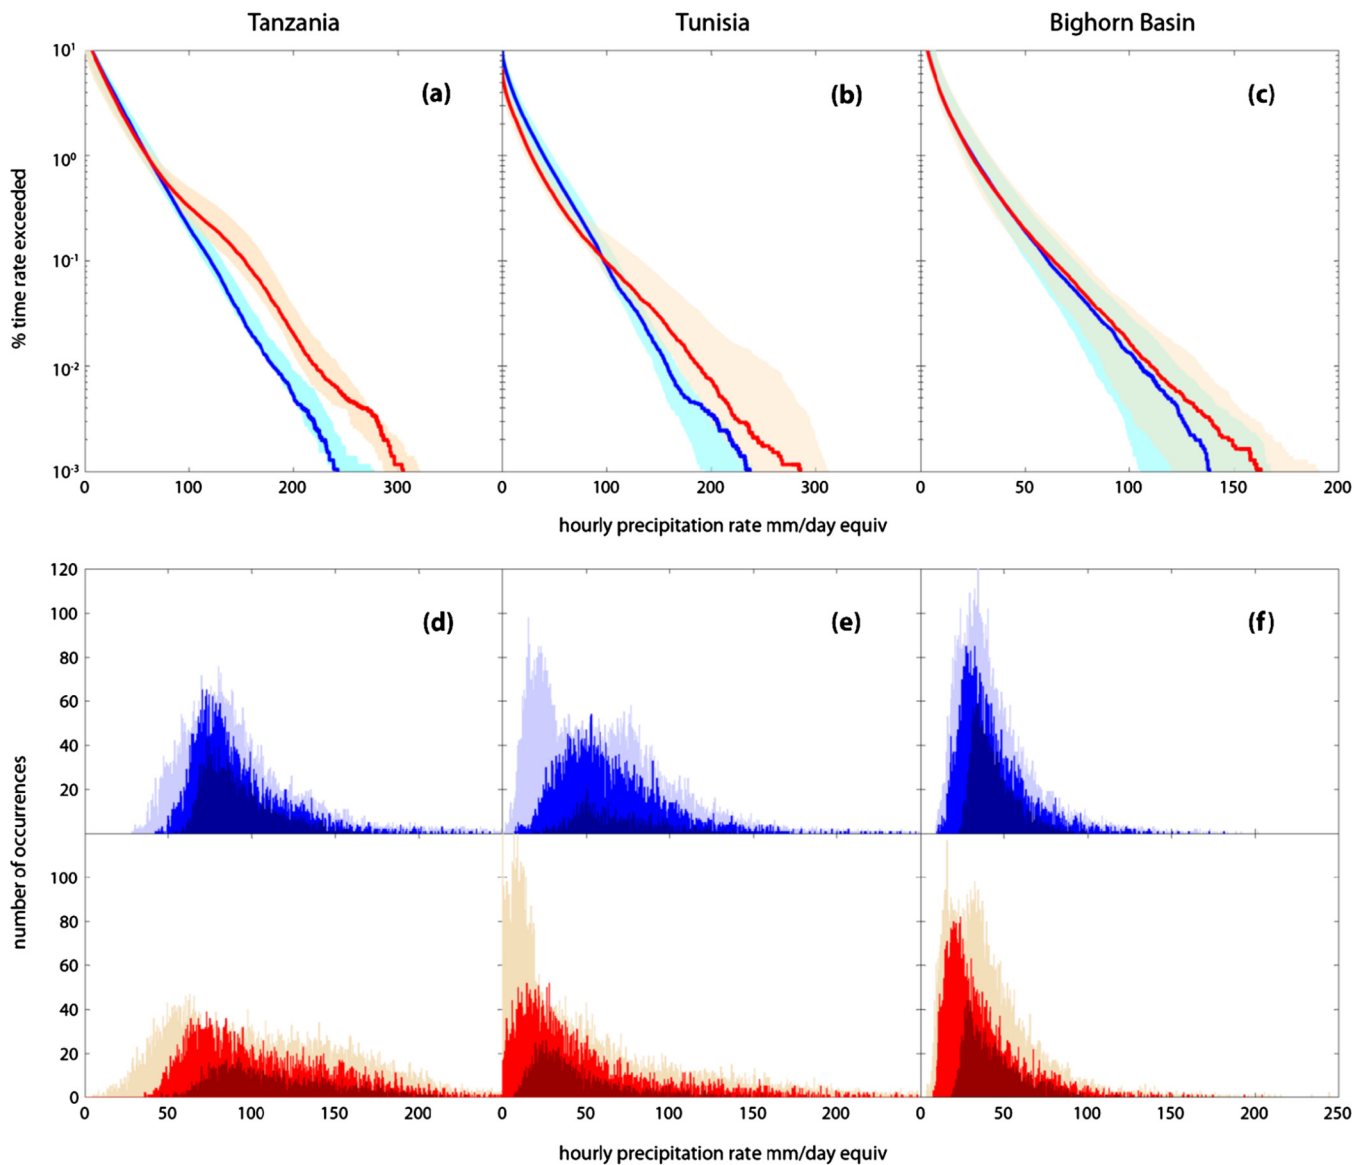 Tanzania Tunisia Bighorn Basin
10¹ (a) (b) (c)
10⁰
% time rate exceeded
10⁻¹
10⁻²
10⁻³
0 100 200 300 0 100 200 300 0 50 100 150 200
hourly precipitation rate mm/day equiv
120
100 (d) (e) (f)
80
60
40
20
number of occurrences
100
80
60
40
20
0
0 50 100 150 200 0 50 100 150 200 0 50 100 150 200 250
hourly precipitation rate mm/day equiv